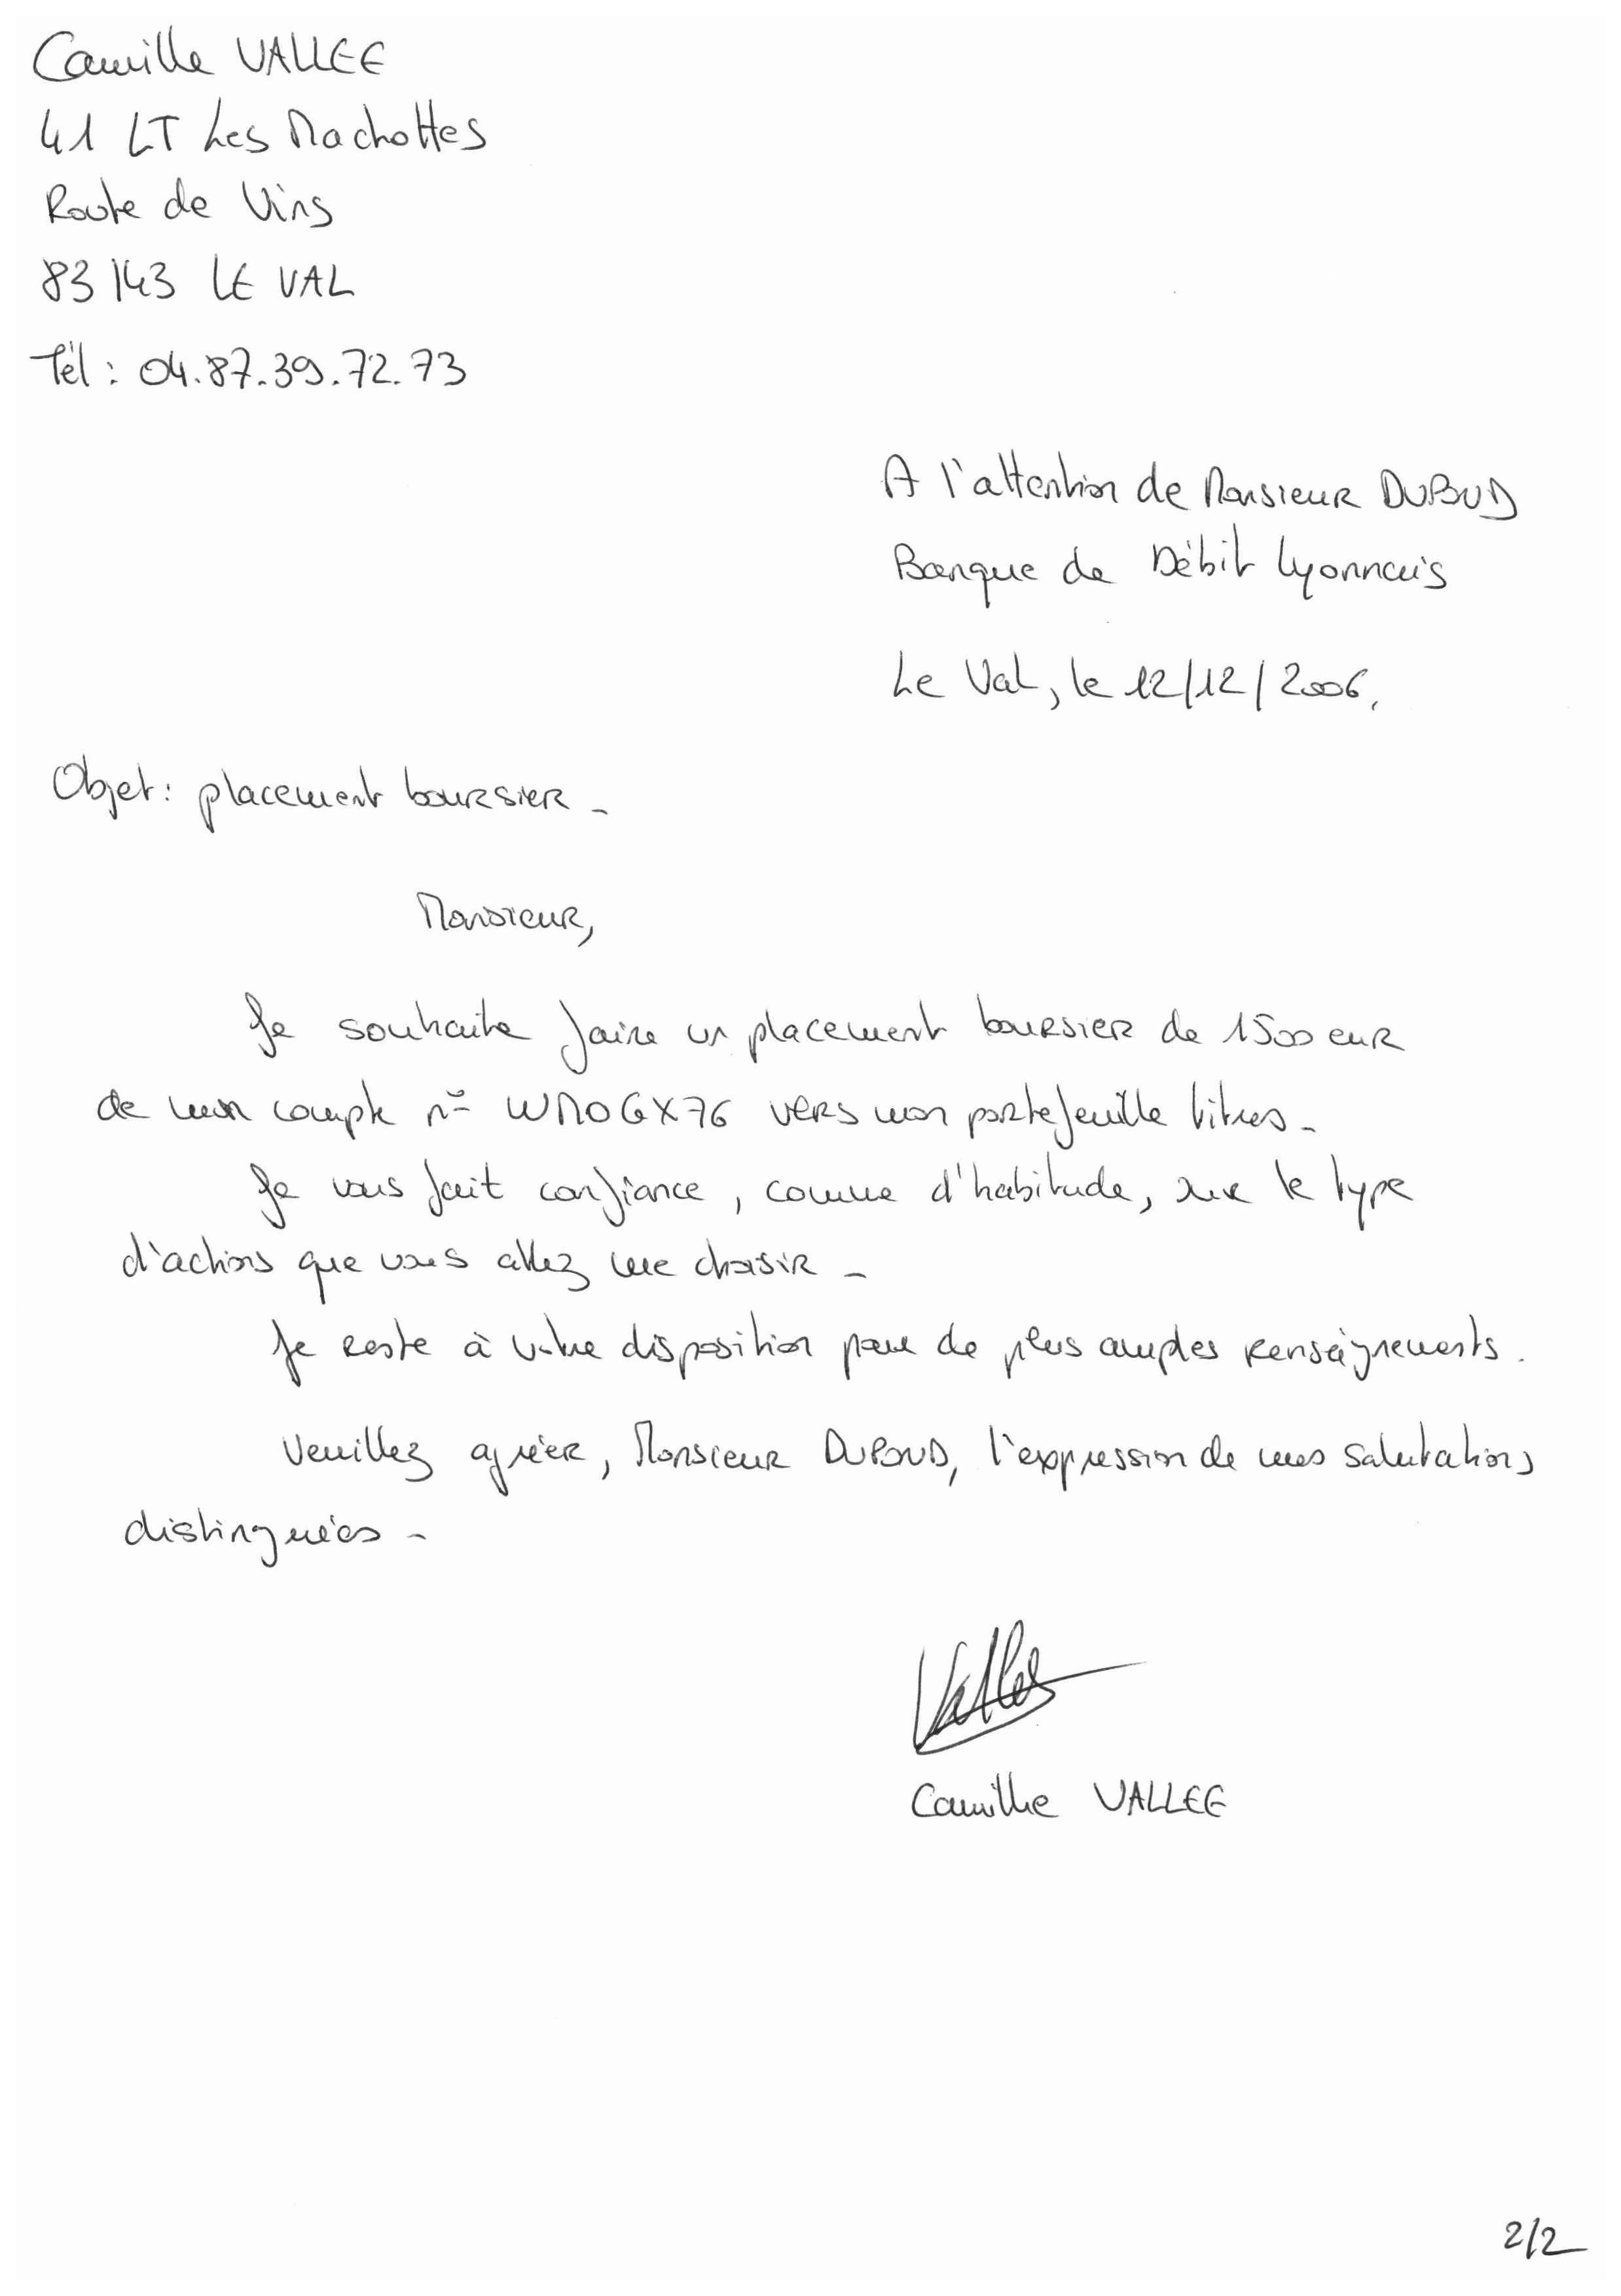 Camille VALLEE
41 LT Les Machottes
Route de Vins
83143 LE VAL
Tél : 04.87.39.72.73
A l'attention de Monsieur DUBUD
Banque de Débit Lyonnais
Le Val, le 12/12/2006.
Objet : placement boursier -
Monsieur,
Je souhaite faire un placement boursier de 1500 eur
de mon compte n° WMOGX76 vers mon portefeuille titres -
Je vous fait confiance, comme d'habitude, sur le type
d'actions que vous allez me choisir -
Je reste à votre disposition pour de plus amples renseignements.
Veuillez agréer, Monsieur DUBUD, l'expression de mes salutations
distinguées -
Vallee
Camille VALLEE
2/2